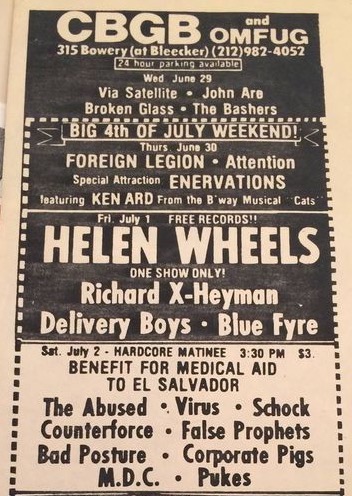 CBGB and
OMFUG
315 Bowery (at Bleecker) (212) 982-4052
24 hour parking available
Wed June 29
Via Satellite • John Are
Broken Glass • The Bashers
BIG 4th OF JULY WEEKEND!
Thurs. June 30
FOREIGN LEGION • Attention
Special Attraction ENERVATIONS
featuring KEN ARD From the B'way Musical "Cats"
Fri. July 1 FREE RECORDS!!
HELEN WHEELS
ONE SHOW ONLY!
Richard X-Heyman
Delivery Boys • Blue Fyre
Sat. July 2 - HARDCORE MATINEE 3:30 PM $3.
BENEFIT FOR MEDICAL AID
TO EL SALVADOR
The Abused • Virus • Schock
Counterforce • False Prophets
Bad Posture • Corporate Pigs
M.D.C. • Pukes